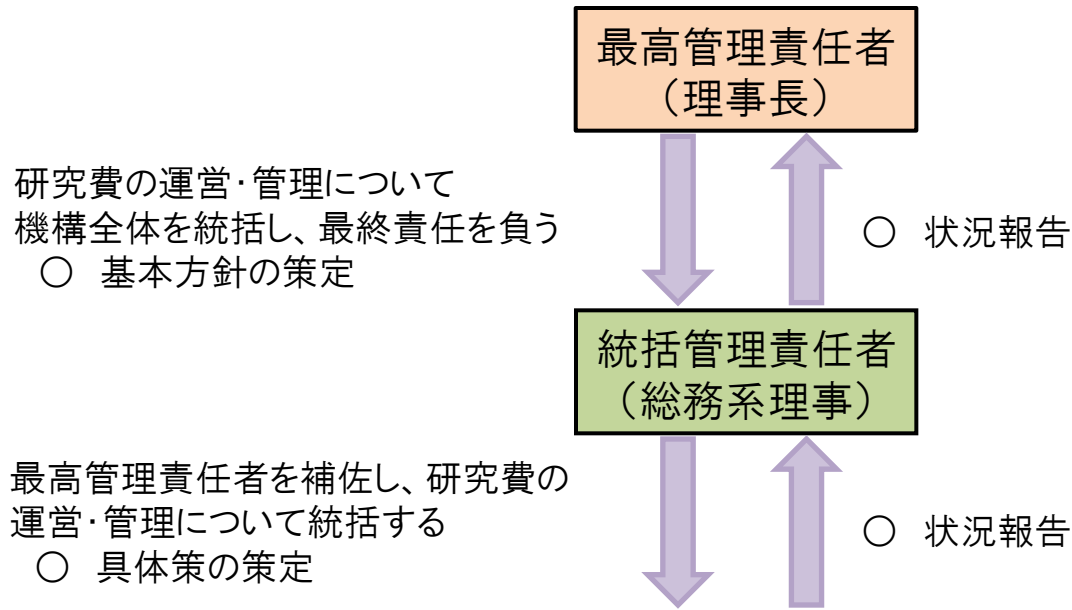 最高管理責任者
（理事長）
研究費の運営・管理について
機構全体を統括し、最終責任を負う
○　基本方針の策定
○　状況報告
統括管理責任者
（総務系理事）
最高管理責任者を補佐し、研究費の
運営・管理について統括する
○　具体策の策定
○　状況報告